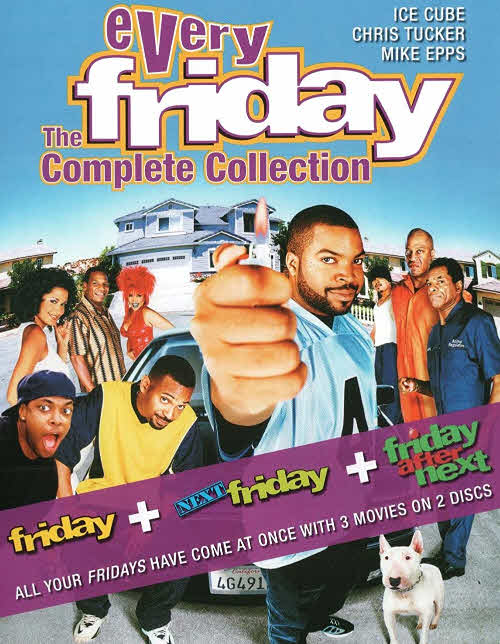 ICE CUBE
CHRIS TUCKER
MIKE EPPS
eVery
friday
The
Complete Collection
friday + NEXT friday + friday after next
ALL YOUR FRIDAYS HAVE COME AT ONCE WITH 3 MOVIES ON 2 DISCS
California
4G491